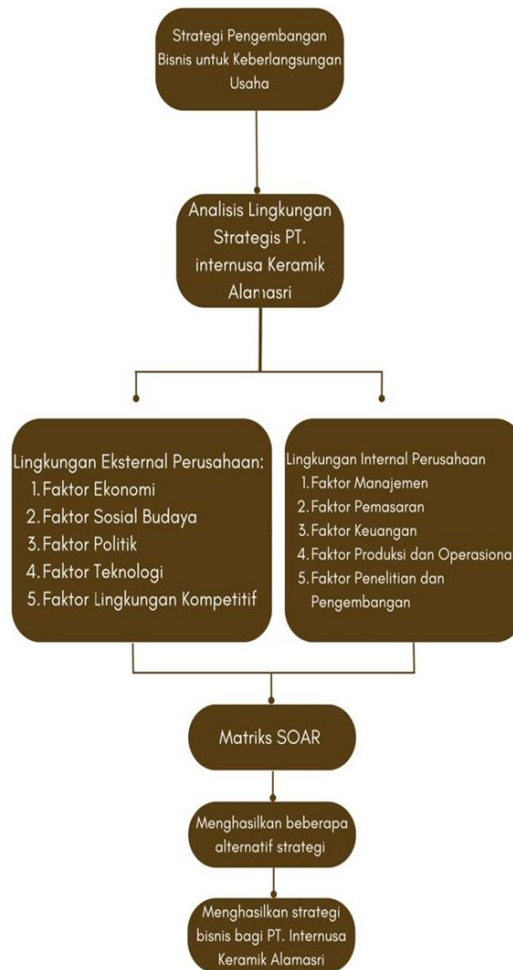 Strategi Pengembangan
Bisnis untuk Keberlangsungan
Usaha
Analisis Lingkungan
Strategis PT.
internusa Keramik
Alamasri
Lingkungan Eksternal Perusahaan:
1. Faktor Ekonomi
2. Faktor Sosial Budaya
3. Faktor Politik
4. Faktor Teknologi
5. Faktor Lingkungan Kompetitif
Lingkungan Internal Perusahaan
1. Faktor Manajemen
2. Faktor Pemasaran
3. Faktor Keuangan
4. Faktor Produksi dan Operasional
5. Faktor Penelitian dan
Pengembangan
Matriks SOAR
Menghasilkan beberapa
alternatif strategi
Menghasilkan strategi
bisnis bagi PT. Internusa
Keramik Alamasri